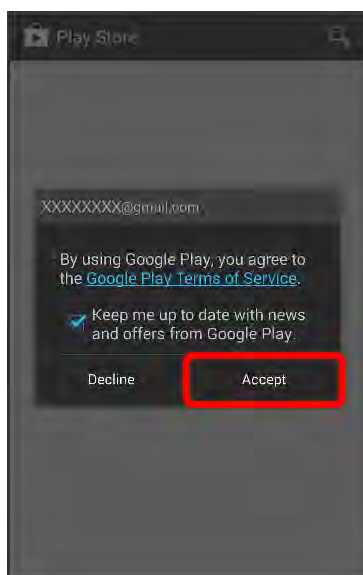 Play Store
XXXXXXXX@gmail.com
By using Google Play, you agree to
the Google Play Terms of Service.
Keep me up to date with news
and offers from Google Play.
Decline
Accept